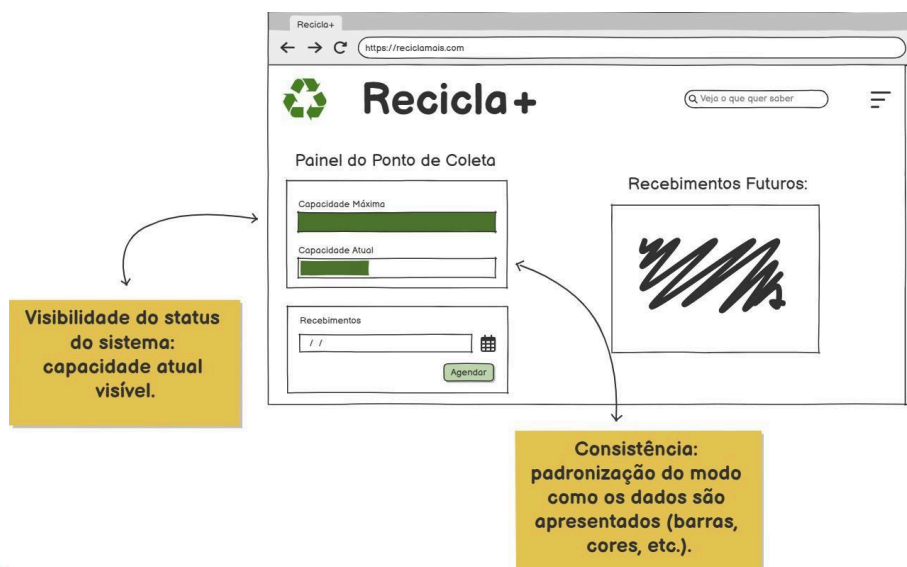 Recicla+
https://reciclamais.com
Recicla+
Veja o que quer saber
Painel do Ponto de Coleta
Capacidade Máxima
Capacidade Atual
Recebimentos
/ /
Agendar
Recebimentos Futuros:
Visibilidade do status
do sistema:
capacidade atual
visível.
Consistência:
padronização do modo
como os dados são
apresentados (barras,
cores, etc.).